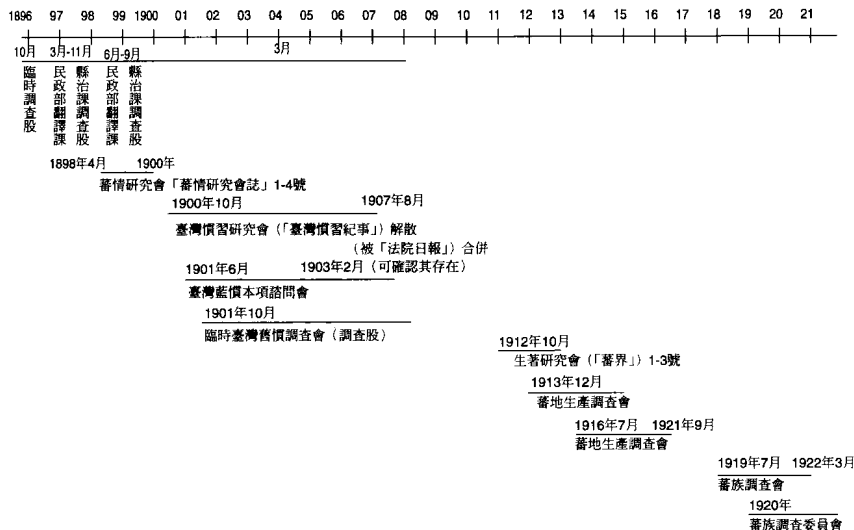 1896 97 98 99 1900 01 02 03 04 05 06 07 08 09 10 11 12 13 14 15 16 17 18 19 20 21
10月 3月-11月 6月-9月 3月
臨時調查股
民政部翻譯課
縣治課調查股
民政部翻譯課
縣治課調查股
1898年4月 1900年
蕃情研究會「蕃情研究會誌」1-4號
1900年10月 1907年8月
臺灣慣習研究會(「臺灣慣習紀事」)解散
(被「法院日報」)合併
1901年6月 1903年2月(可確認其存在)
臺灣藍慣本項諮問會
1901年10月
臨時臺灣舊慣調查會(調查股)
1912年10月
生著研究會(「蕃界」)1-3號
1913年12月
蕃地生產調查會
1916年7月 1921年9月
蕃地生產調查會
1919年7月 1922年3月
蕃族調查會
1920年
蕃族調查委員會